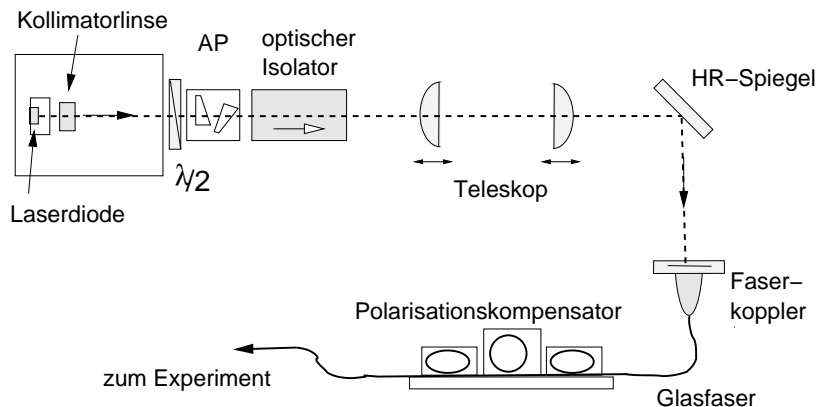 Kollimatorlinse
AP
optischer
Isolator
HR−Spiegel
λ/2
Teleskop
Laserdiode
Faser−
koppler
Polarisationskompensator
zum Experiment
Glasfaser